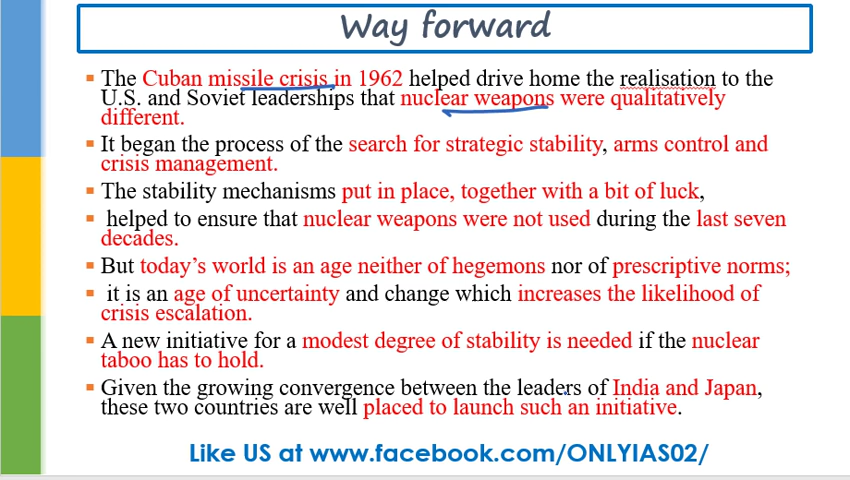 Way forward
The Cuban missile crisis in 1962 helped drive home the realisation to the
U.S. and Soviet leaderships that nuclear weapons were qualitatively
different.
It began the process of the search for strategic stability, arms control and
crisis management.
The stability mechanisms put in place, together with a bit of luck,
helped to ensure that nuclear weapons were not used during the last seven
decades.
But today's world is an age neither of hegemons nor of prescriptive norms;
it is an age of uncertainty and change which increases the likelihood of
crisis escalation.
A new initiative for a modest degree of stability is needed if the nuclear
taboo has to hold.
Given the growing convergence between the leaders of India and Japan,
these two countries are well placed to launch such an initiative.
Like US at www.facebook.com/ONLYIAS02/